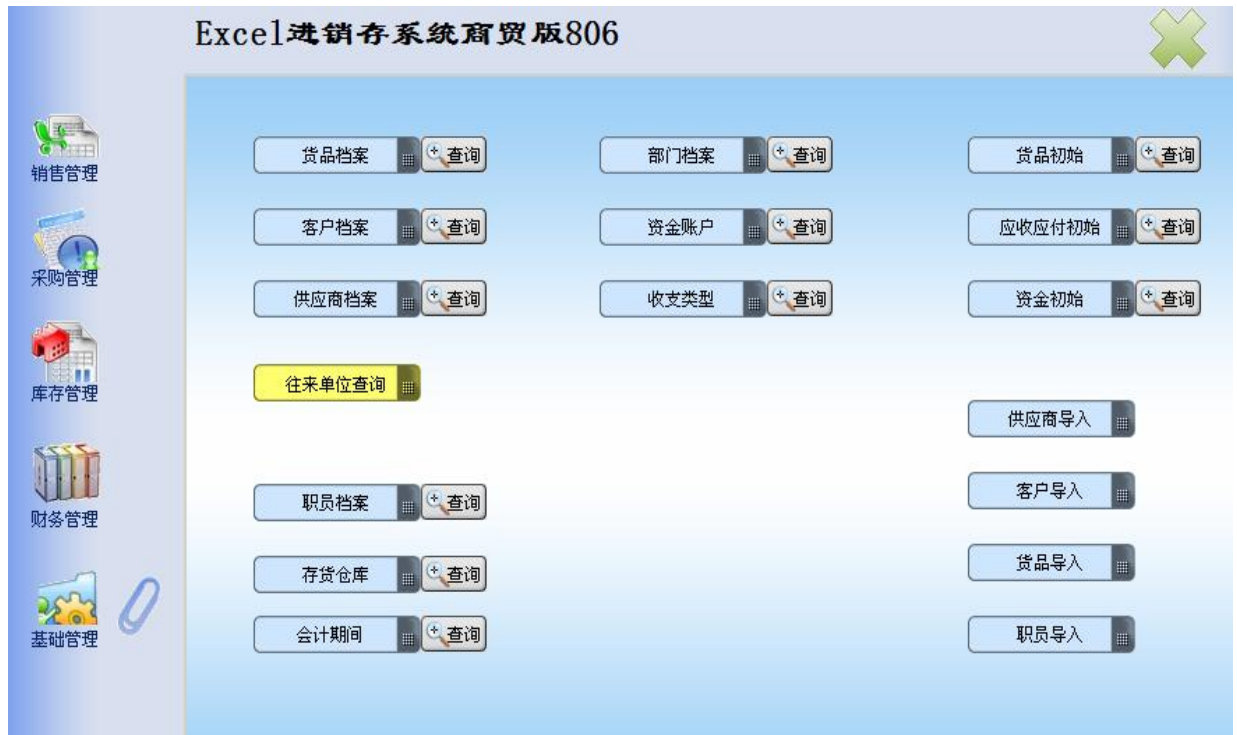 Excel进销存系统商贸版806
销售管理
采购管理
库存管理
财务管理
基础管理
货品档案 查询 部门档案 查询 货品初始 查询
客户档案 查询 资金账户 查询 应收应付初始 查询
供应商档案 查询 收支类型 查询 资金初始 查询
往来单位查询
供应商导入
职员档案 查询 客户导入
存货仓库 查询 货品导入
会计期间 查询 职员导入